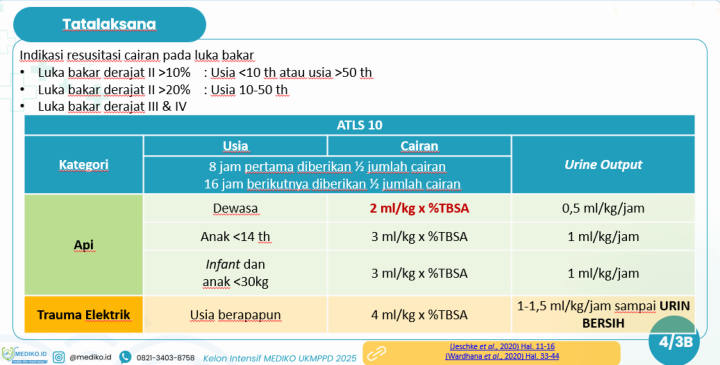 Tatalaksana
Indikasi resusitasi cairan pada luka bakar
• Luka bakar derajat II >10% : Usia <10 th atau usia >50 th
• Luka bakar derajat II >20% : Usia 10-50 th
• Luka bakar derajat III & IV
ATLS 10
Kategori
Usia
Cairan
Urine Output
8 jam pertama diberikan ½ jumlah cairan
16 jam berikutnya diberikan ½ jumlah cairan
Api
Dewasa
2 ml/kg x %TBSA
0,5 ml/kg/jam
Anak <14 th
3 ml/kg x %TBSA
1 ml/kg/jam
Infant dan
anak <30kg
3 ml/kg x %TBSA
1 ml/kg/jam
Trauma Elektrik
Usia berapapun
4 ml/kg x %TBSA
1-1,5 ml/kg/jam sampai URIN
BERSIH
4/3B
MEDIKO.ID
@mediko.id
0821-3403-8758
Kelon Intensif MEDIKO UKMPPD 2025
(Jeschke et al., 2020) Hal. 11-16
(Wardhana et al., 2020) Hal. 33-44